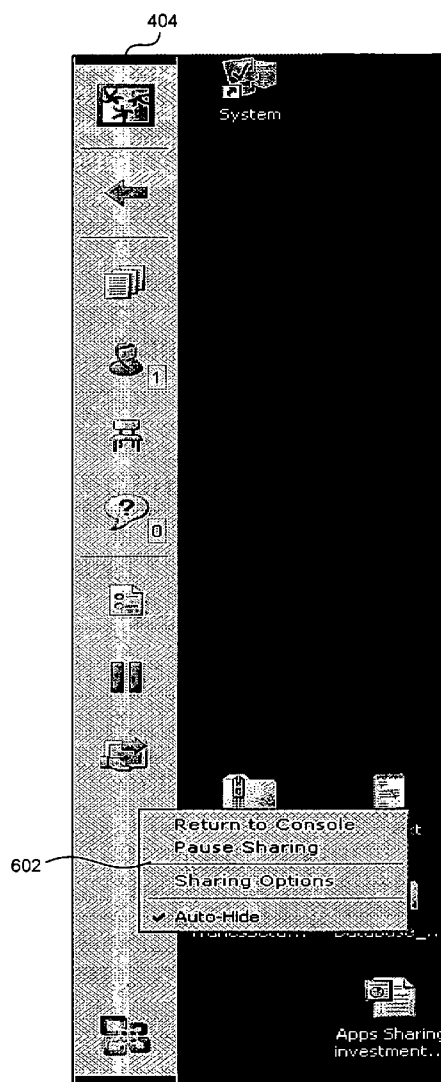 404
System
1
?
0
Return to Console
Pause Sharing
602
Sharing Options
Auto-Hide
Apps Sharing
investment...